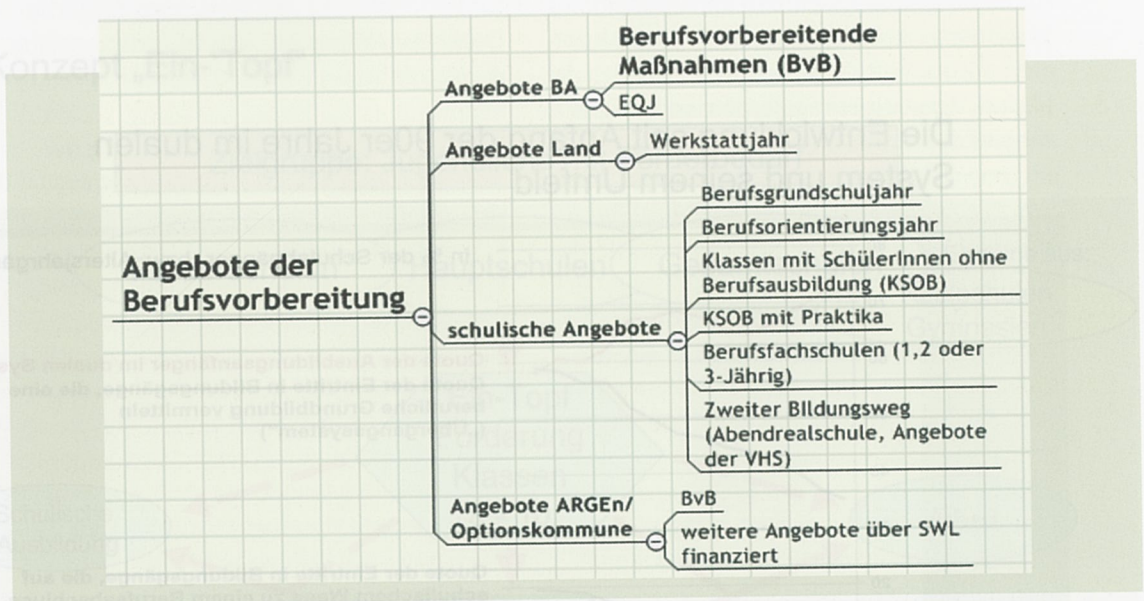 Angebote der
Berufsvorbereitung
Angebote BA
Berufsvorbereitende
Maßnahmen (BvB)
EQJ
Angebote Land
Werkstattjahr
schulische Angebote
Berufsgrundschuljahr
Berufsorientierungsjahr
Klassen mit SchülerInnen ohne
Berufsausbildung (KSOB)
KSOB mit Praktika
Berufsfachschulen (1,2 oder
3-Jährig)
Zweiter BIldungsweg
(Abendrealschule, Angebote
der VHS)
Angebote ARGEn/
Optionskommune
BvB
weitere Angebote über SWL
finanziert